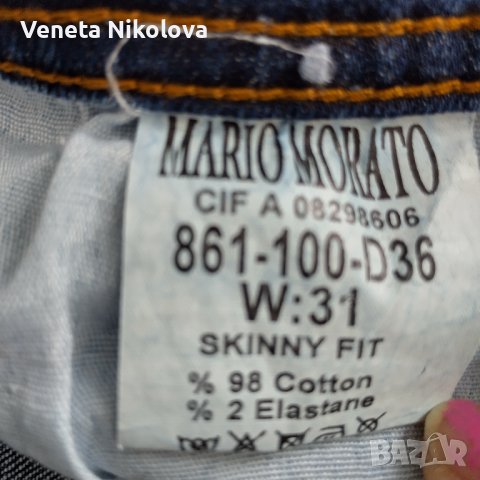 Veneta Nikolova
MARIO MORATO
CIF A 08298606
861-100-D36
W:31
SKINNY FIT
% 98 Cotton
% 2 Elastane
BAZAR